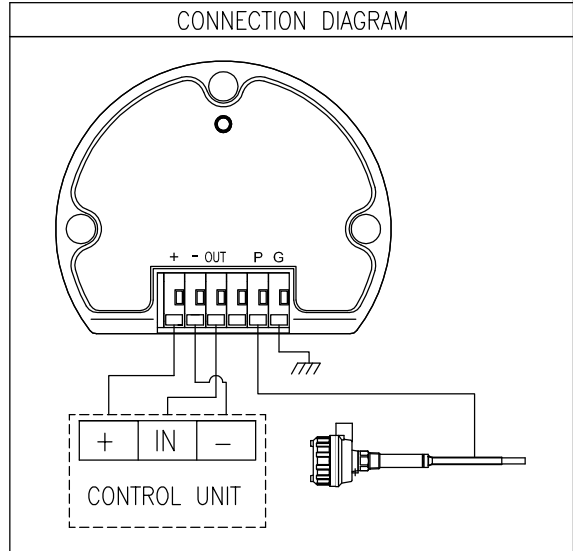 CONNECTION DIAGRAM
+ - OUT P G
+ IN -
CONTROL UNIT